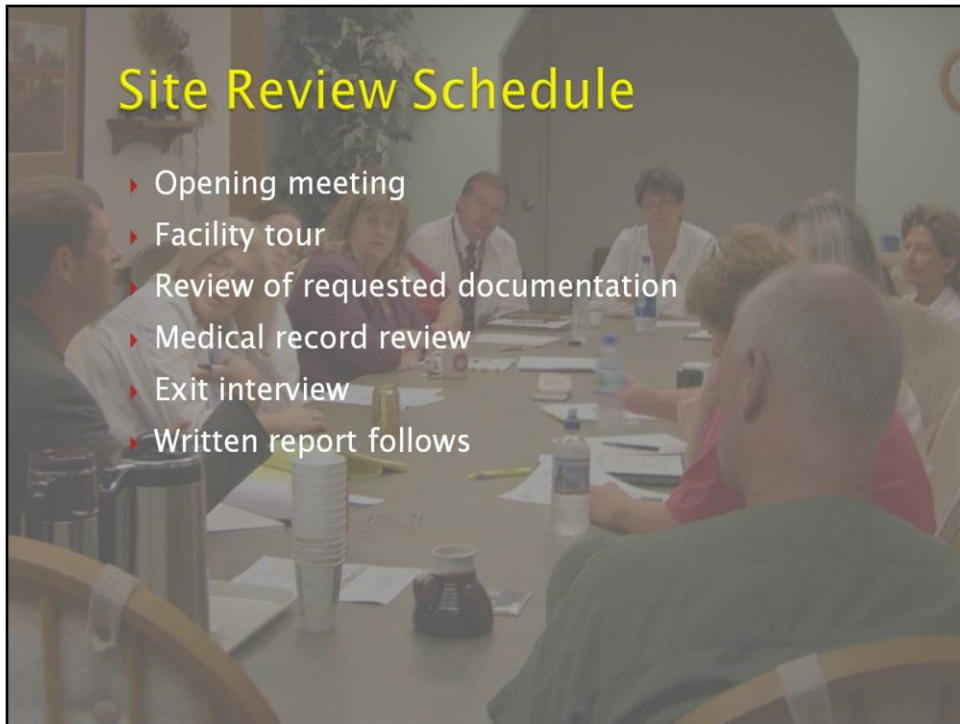 Site Review Schedule
Opening meeting
Facility tour
Review of requested documentation
Medical record review
Exit interview
Written report follows